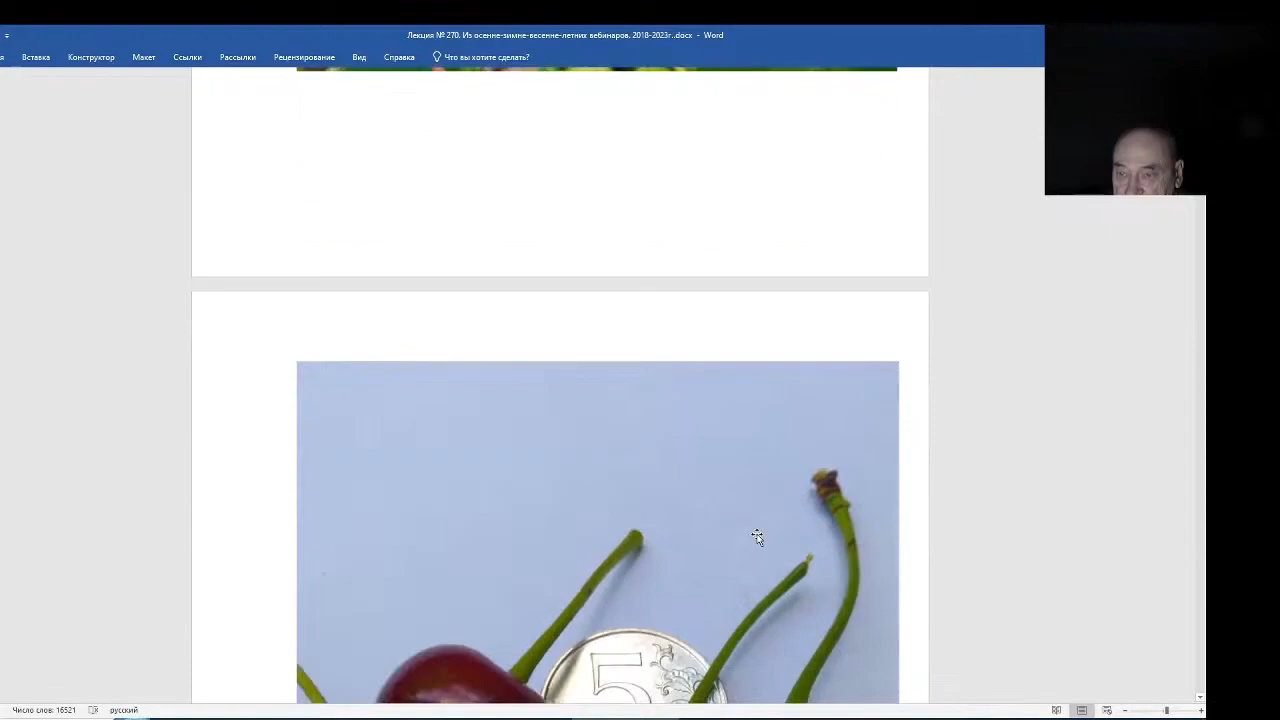 Лекция № 270. Из осенне-зимне-весенне-летних вебинаров. 2018-2023г..docx - Word
я Вставка Конструктор Макет Ссылки Рассылки Рецензирование Вид Справка Что вы хотите сделать?
5
Число слов: 16521 русский